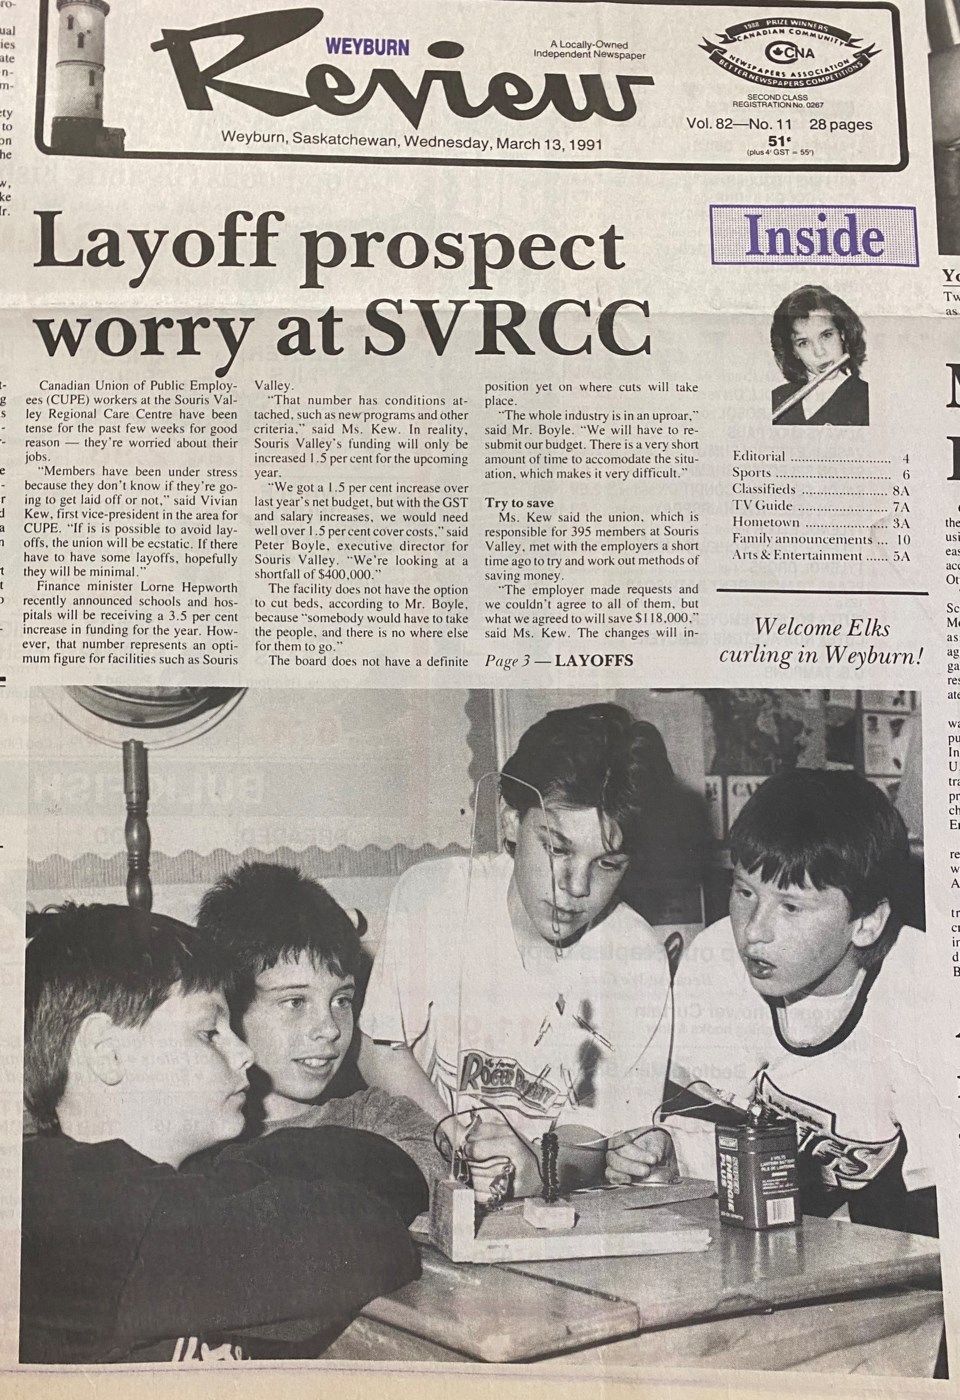 WEYBURN
Review
A Locally-Owned
Independent Newspaper
Weyburn, Saskatchewan, Wednesday, March 13, 1991
1988 PRIZE WINNERS
CANADIAN COMMUNITY
CNA
NEWSPAPERS ASSOCIATION
BETTER NEWSPAPERS COMPETITIONS
SECOND CLASS
REGISTRATION No. 0267
Vol. 82—No. 11 28 pages
51¢
(plus 4¢ GST = 55¢)
Layoff prospect
worry at SVRCC
Canadian Union of Public Employ-
ees (CUPE) workers at the Souris Val-
ley Regional Care Centre have been
tense for the past few weeks for good
reason — they're worried about their
jobs.
"Members have been under stress
because they don't know if they're go-
ing to get laid off or not," said Vivian
Kew, first vice-president in the area for
CUPE. "If is is possible to avoid lay-
offs, the union will be ecstatic. If there
have to have some layoffs, hopefully
they will be minimal."
Finance minister Lorne Hepworth
recently announced schools and hos-
pitals will be receiving a 3.5 per cent
increase in funding for the year. How-
ever, that number represents an opti-
mum figure for facilities such as Souris
Valley.
"That number has conditions at-
tached, such as new programs and other
criteria," said Ms. Kew. In reality,
Souris Valley's funding will only be
increased 1.5 per cent for the upcoming
year.
"We got a 1.5 per cent increase over
last year's net budget, but with the GST
and salary increases, we would need
well over 1.5 per cent cover costs," said
Peter Boyle, executive director for
Souris Valley. "We're looking at a
shortfall of $400,000."
The facility does not have the option
to cut beds, according to Mr. Boyle,
because "somebody would have to take
the people, and there is no where else
for them to go."
The board does not have a definite
position yet on where cuts will take
place.
"The whole industry is in an uproar,"
said Mr. Boyle. "We will have to re-
submit our budget. There is a very short
amount of time to accomodate the situ-
ation, which makes it very difficult."
Try to save
Ms. Kew said the union, which is
responsible for 395 members at Souris
Valley, met with the employers a short
time ago to try and work out methods of
saving money.
"The employer made requests and
we couldn't agree to all of them, but
what we agreed to will save $118,000,"
said Ms. Kew. The changes will in-
Page 3 — LAYOFFS
Inside
Editorial ............................ 4
Sports ................................ 6
Classifieds ...................... 8A
TV Guide ....................... 7A
Hometown ..................... 3A
Family announcements ... 10
Arts & Entertainment ...... 5A
Welcome Elks
curling in Weyburn!
ROGER RABBIT
ENERGIE
PLUS